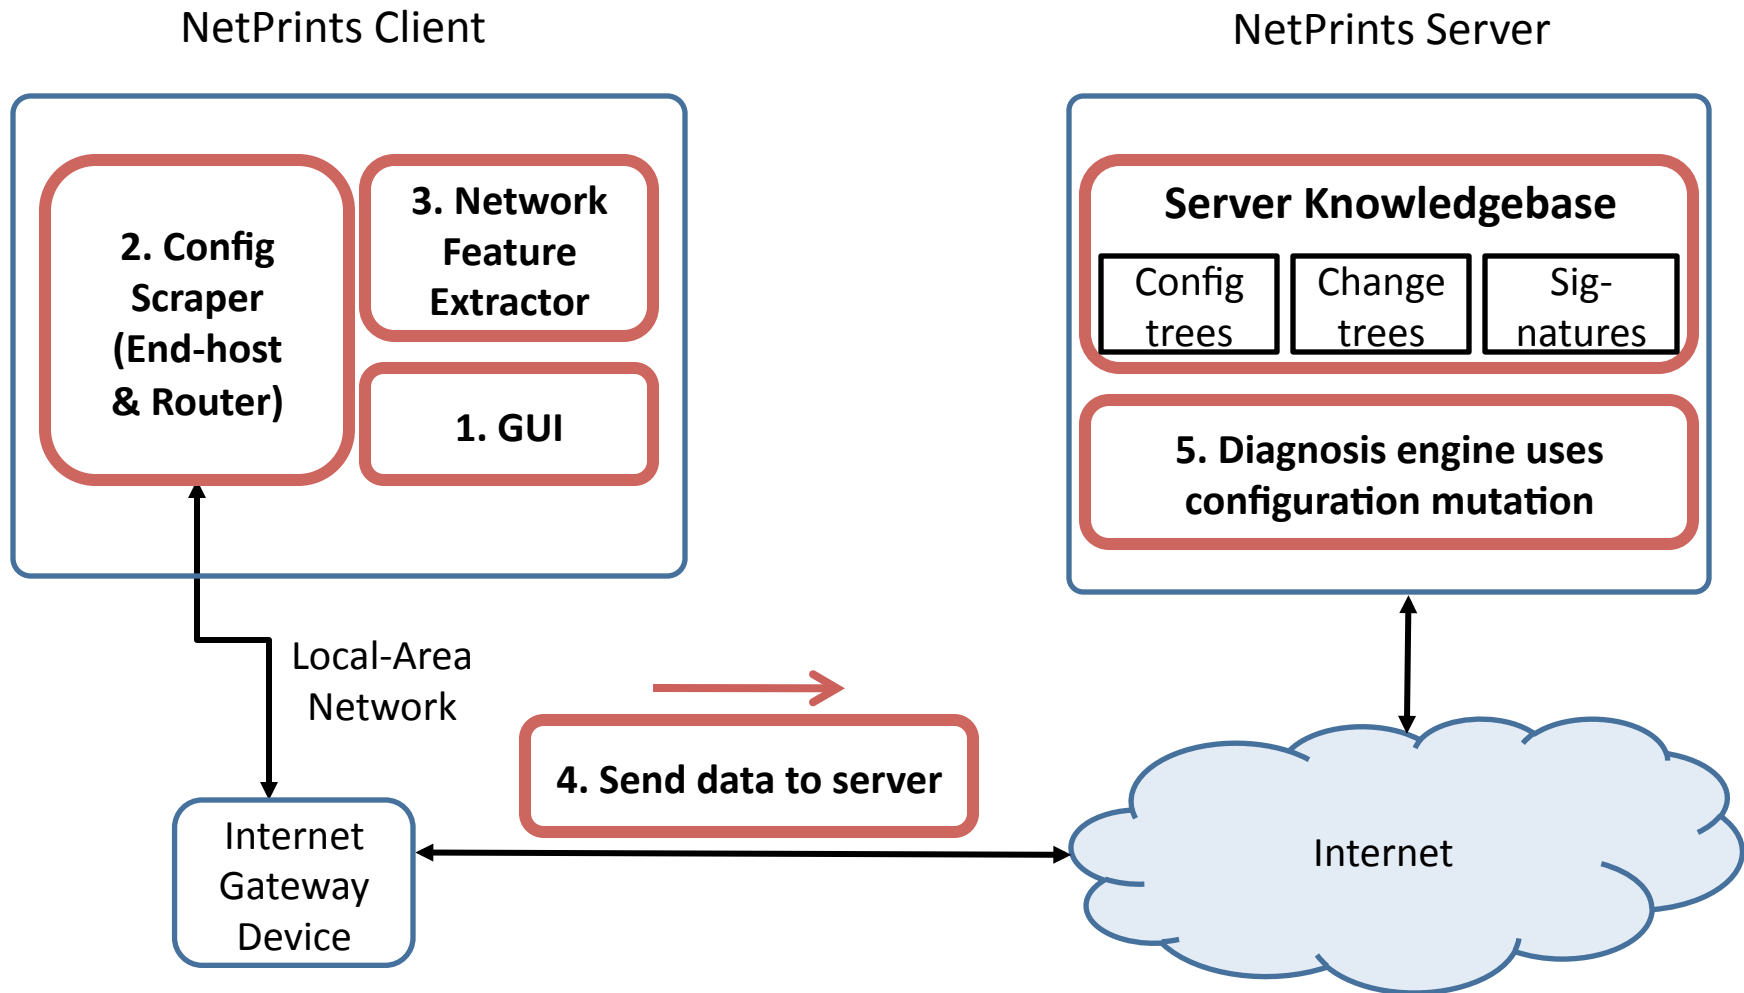 NetPrints Client
NetPrints Server
2. Config
Scraper
(End-host
& Router)
3. Network
Feature
Extractor
1. GUI
Server Knowledgebase
Config
trees
Change
trees
Sig-
natures
5. Diagnosis engine uses
configuration mutation
Local-Area
Network
4. Send data to server
Internet
Gateway
Device
Internet